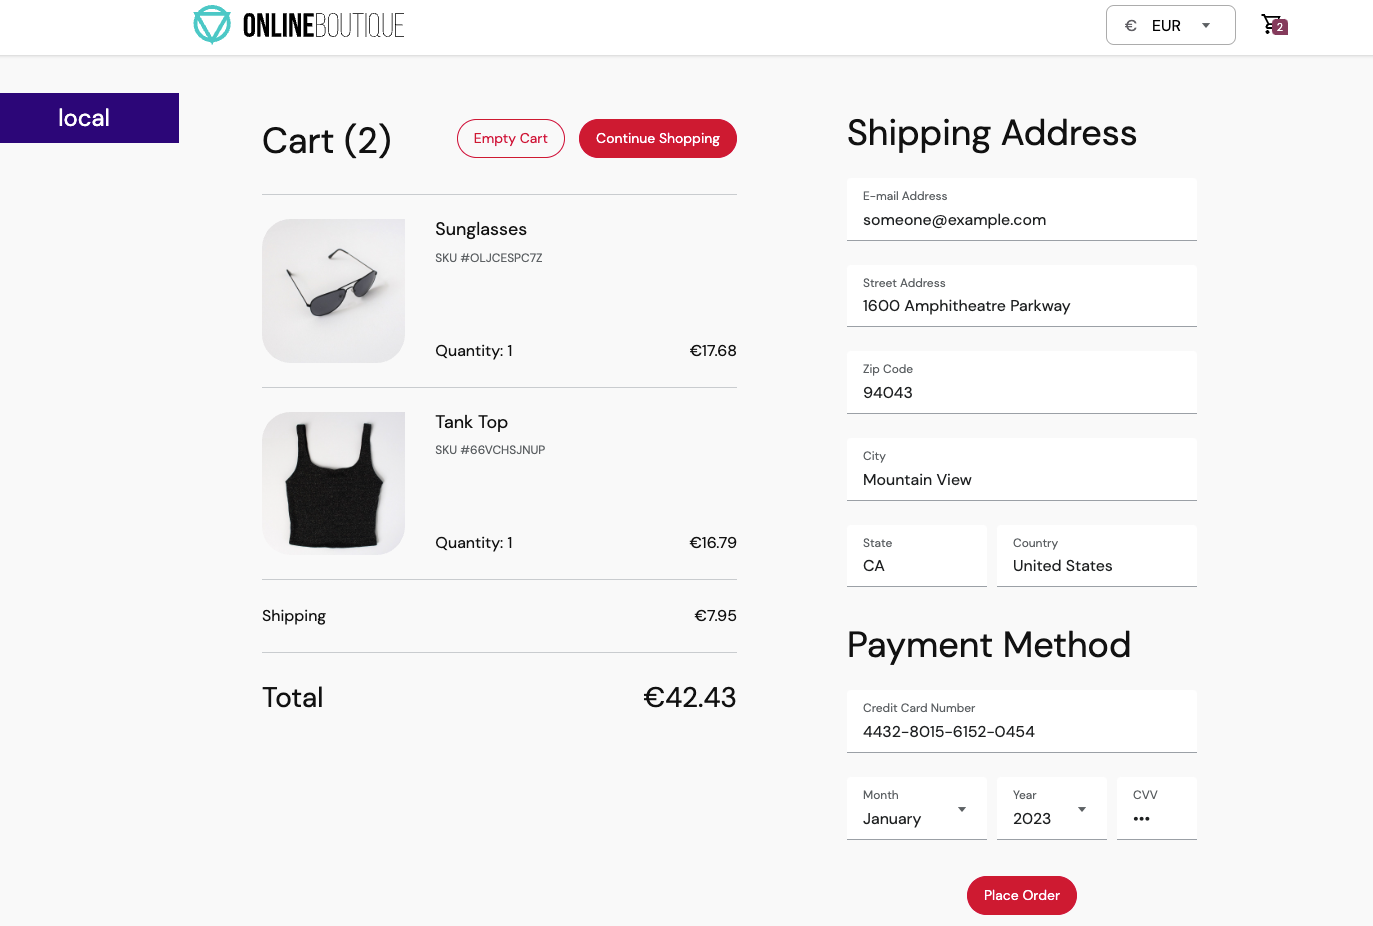 ONLINEBOUTIQUE
€ EUR
2
local
Cart (2)
Empty Cart
Continue Shopping
Sunglasses
SKU #OLJCESPC7Z
Quantity: 1
€17.68
Tank Top
SKU #66VCHSJNUP
Quantity: 1
€16.79
Shipping
€7.95
Total
€42.43
Shipping Address
E-mail Address
someone@example.com
Street Address
1600 Amphitheatre Parkway
Zip Code
94043
City
Mountain View
State
CA
Country
United States
Payment Method
Credit Card Number
4432-8015-6152-0454
Month
January
Year
2023
CVV
•••
Place Order